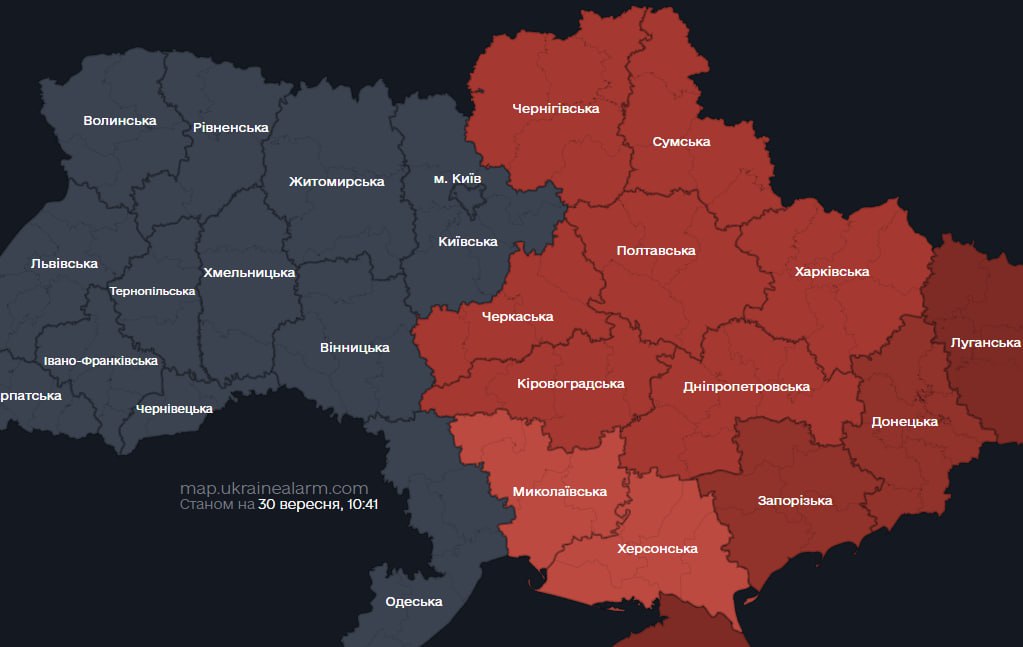 Чернігівська
Волинська
Рівненська
Сумська
Житомирська
м. Київ
Київська
Полтавська
Львівська
Хмельницька
Харківська
Тернопільська
Черкаська
Луганська
Вінницька
Івано-Франківська
Кіровоградська
Дніпропетровська
рпатська
Чернівецька
Донецька
map.ukrainealarm.com
Станом на 30 вересня, 10:41
Миколаївська
Запорізька
Херсонська
Одеська